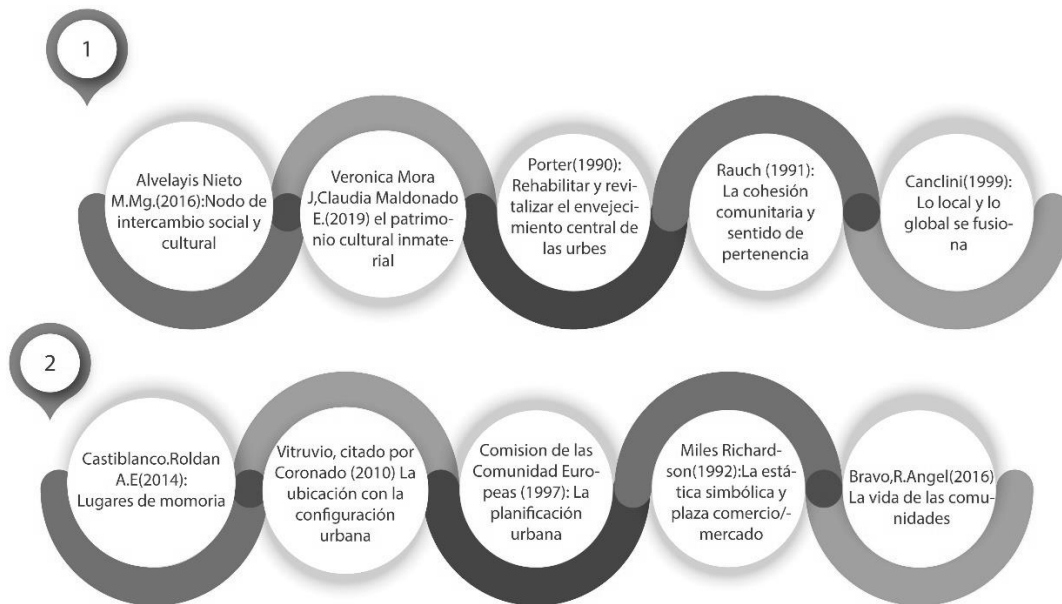 1
Alvelayis Nieto
M.Mg.(2016):Nodo de
intercambio social y
cultural
Veronica Mora
J,Claudia Maldonado
E.(2019) el patrimo-
nio cultural inmate-
rial
Porter(1990):
Rehabilitar y revi-
talizar el envejeci-
miento central de
las urbes
Rauch (1991):
La cohesión
comunitaria y
sentido de
pertenencia
Canclini(1999):
Lo local y lo
global se fusio-
na
2
Castiblanco.Roldan
A.E(2014):
Lugares de momoria
Vitruvio, citado por
Coronado (2010) La
ubicación con la
configuración
urbana
Comision de las
Comunidad Euro-
peas (1997): La
planificación
urbana
Miles Richard-
son(1992):La está-
tica simbólica y
plaza comercio/-
mercado
Bravo,R.Angel(2016)
La vida de las comu-
nidades